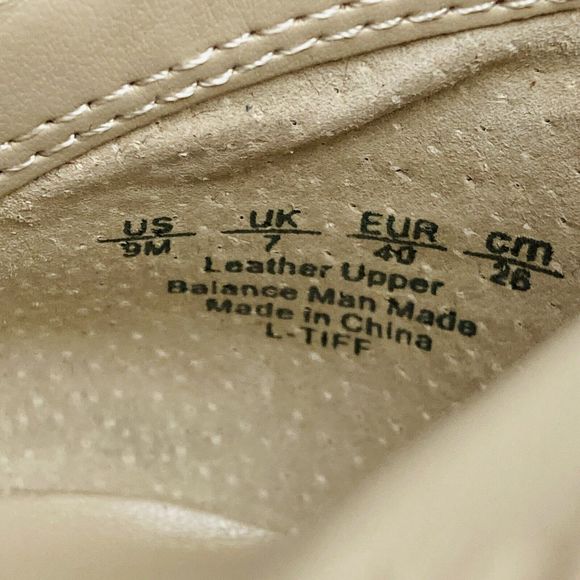 US UK EUR cm
9M 7 40 26
Leather Upper
Balance Man Made
Made in China
L-TIFF